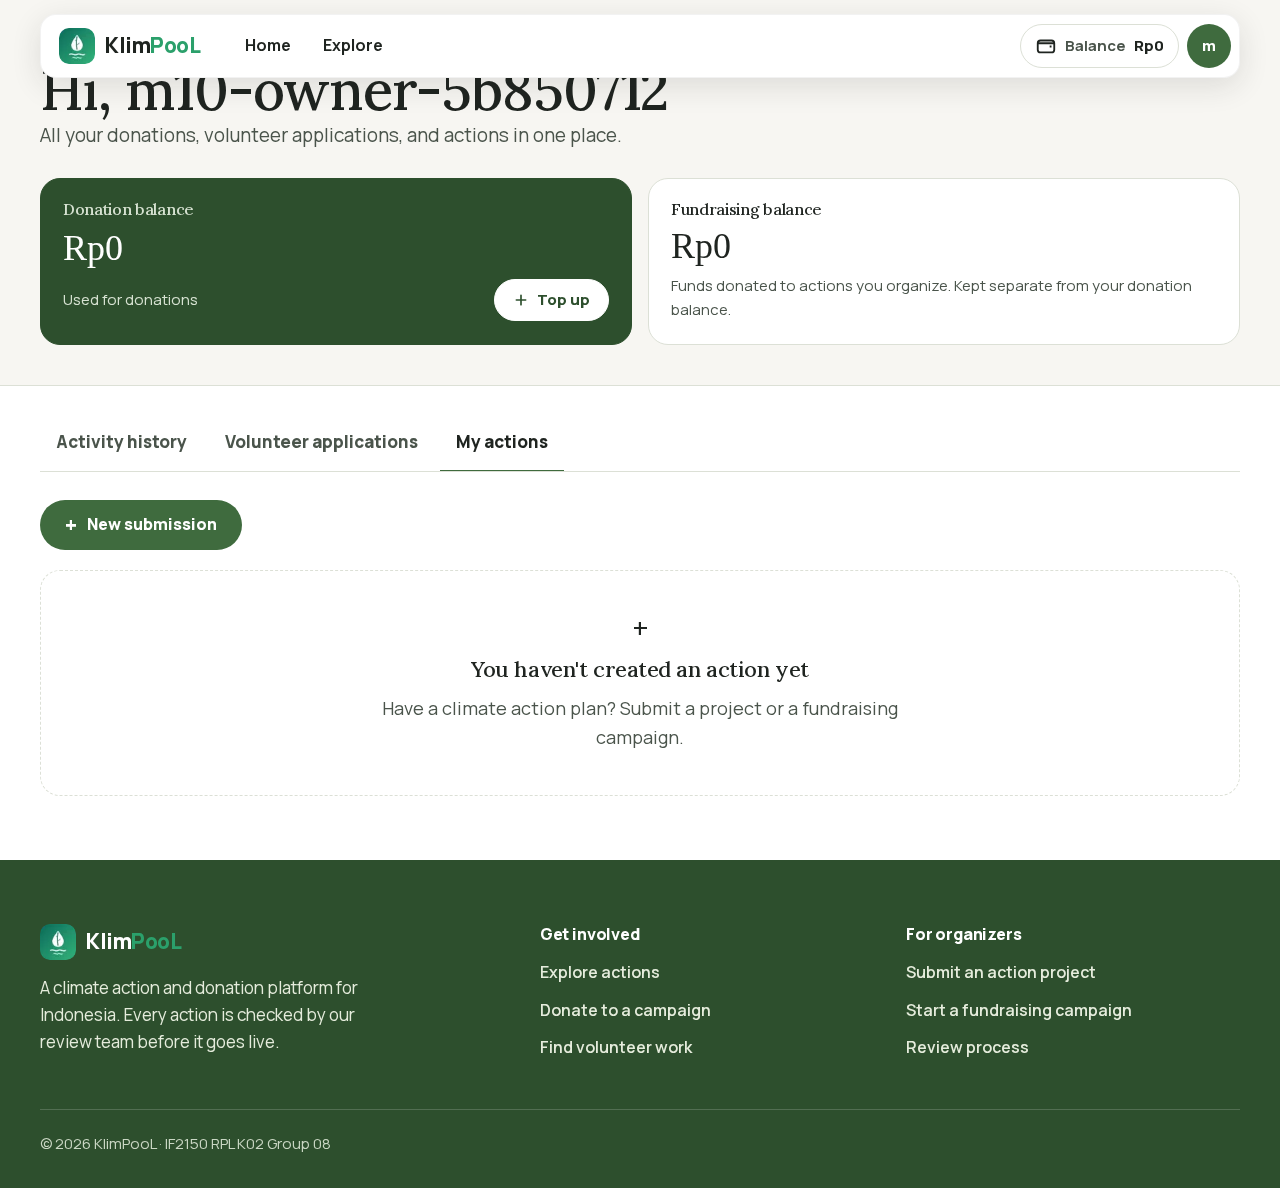 KlimPooL
Home
Explore
Balance Rp0
m
Hi, m10-owner-5b850712
All your donations, volunteer applications, and actions in one place.
Donation balance
Rp0
Used for donations
Top up
Fundraising balance
Rp0
Funds donated to actions you organize. Kept separate from your donation
balance.
Activity history
Volunteer applications
My actions
+ New submission
+
You haven't created an action yet
Have a climate action plan? Submit a project or a fundraising
campaign.
KlimPooL
A climate action and donation platform for
Indonesia. Every action is checked by our
review team before it goes live.
Get involved
Explore actions
Donate to a campaign
Find volunteer work
For organizers
Submit an action project
Start a fundraising campaign
Review process
© 2026 KlimPooL · IF2150 RPL K02 Group 08